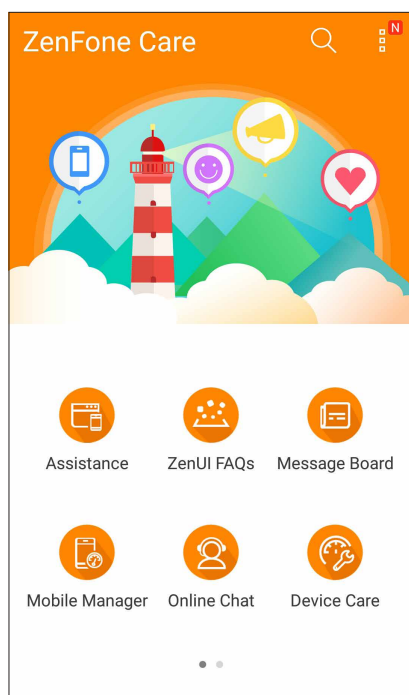 ZenFone Care
N
Assistance
ZenUI FAQs
Message Board
Mobile Manager
Online Chat
Device Care